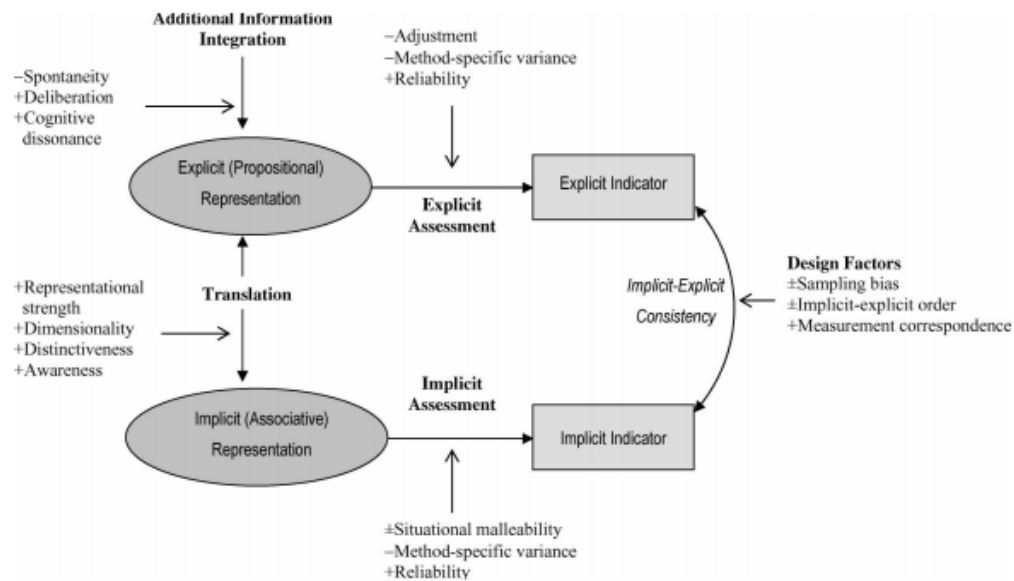 Additional Information
Integration
−Spontaneity
+Deliberation
+Cognitive
dissonance
−Adjustment
−Method-specific variance
+Reliability
Explicit (Propositional)
Representation
Explicit Indicator
Explicit
Assessment
+Representational
strength
+Dimensionality
+Distinctiveness
+Awareness
Translation
Implicit-Explicit
Consistency
Design Factors
±Sampling bias
±Implicit-explicit order
+Measurement correspondence
Implicit (Associative)
Representation
Implicit
Assessment
Implicit Indicator
±Situational malleability
−Method-specific variance
+Reliability